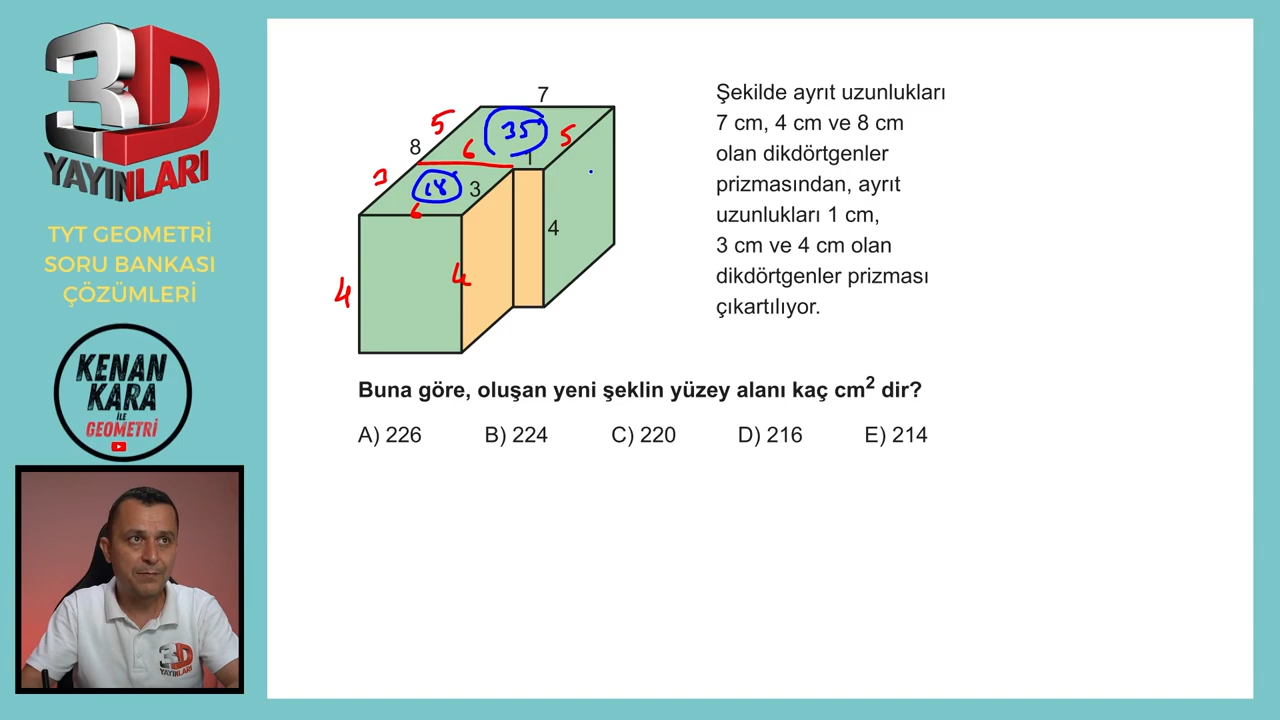 3D
YAYINLARI
TYT GEOMETRİ
SORU BANKASI
ÇÖZÜMLERİ
KENAN
KARA
İLE
GEOMETRİ
3D
YAYINLARI
7
5
35
5
8
6
1
3
18
3
6
4
4
4
Şekilde ayrıt uzunlukları
7 cm, 4 cm ve 8 cm
olan dikdörtgenler
prizmasından, ayrıt
uzunlukları 1 cm,
3 cm ve 4 cm olan
dikdörtgenler prizması
çıkartılıyor.
Buna göre, oluşan yeni şeklin yüzey alanı kaç cm² dir?
A) 226 B) 224 C) 220 D) 216 E) 214